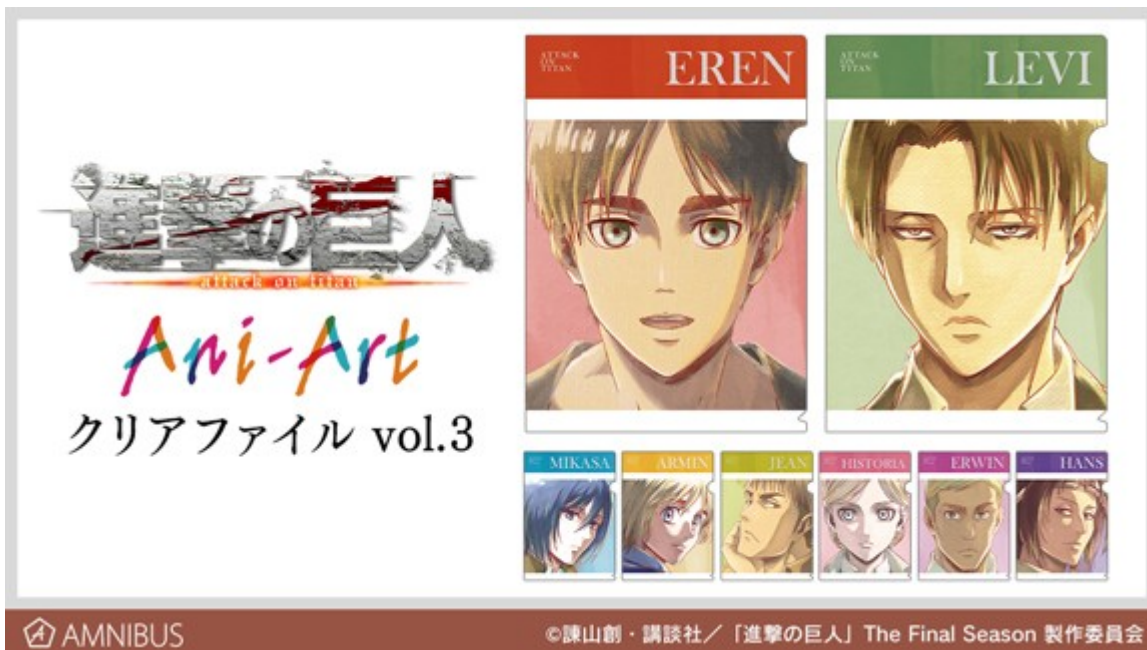 進撃の巨人
attack on titan
Ani-Art
クリアファイル vol.3
ATTACK
ON
TITAN
EREN
ATTACK
ON
TITAN
LEVI
MIKASA
ARMIN
JEAN
HISTORIA
ERWIN
HANS
AMNIBUS
©諫山創・講談社／「進撃の巨人」The Final Season 製作委員会